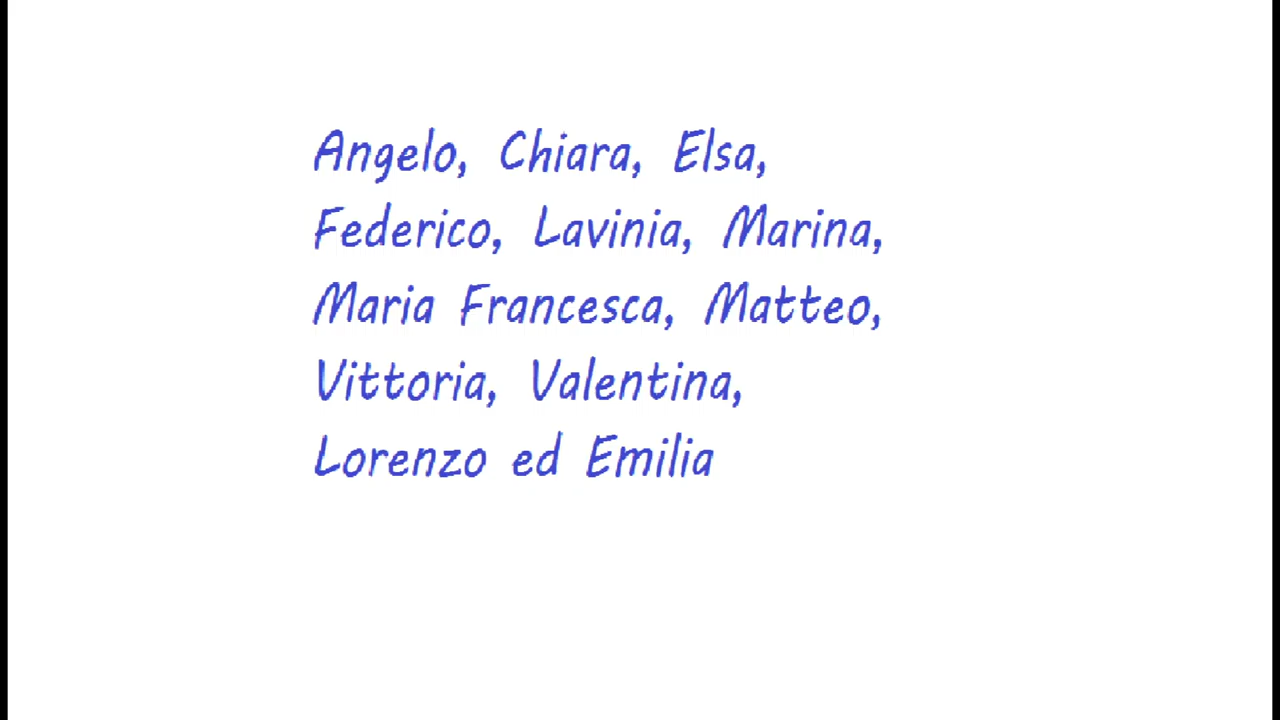 Angelo, Chiara, Elsa,
Federico, Lavinia, Marina,
Maria Francesca, Matteo,
Vittoria, Valentina,
Lorenzo ed Emilia